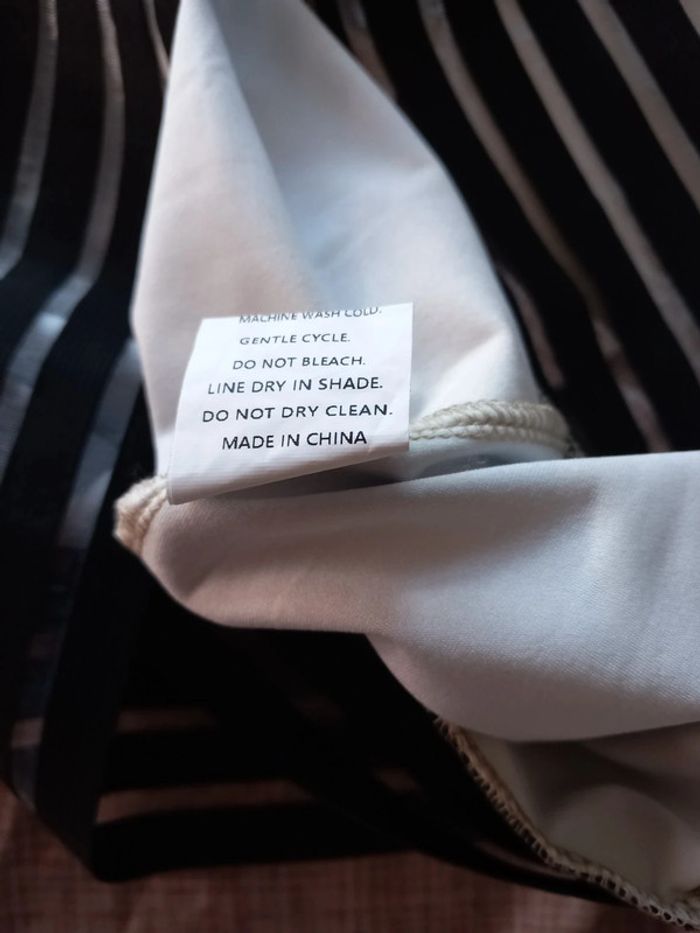 MACHINE WASH COLD.
GENTLE CYCLE.
DO NOT BLEACH.
LINE DRY IN SHADE.
DO NOT DRY CLEAN.
MADE IN CHINA